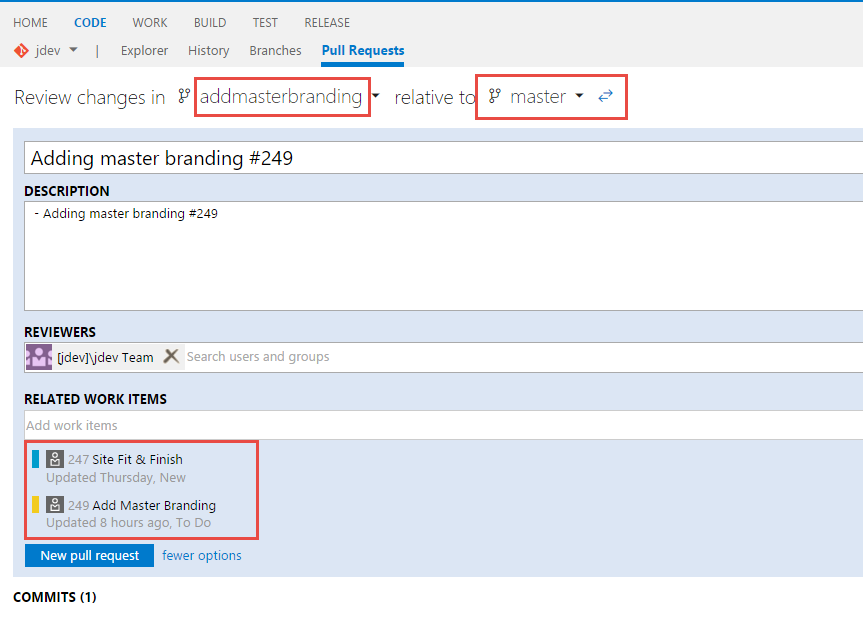 HOME CODE WORK BUILD TEST RELEASE
jdev | Explorer History Branches Pull Requests
Review changes in addmasterbranding relative to master
Adding master branding #249
DESCRIPTION
- Adding master branding #249
REVIEWERS
[jdev]\jdev Team Search users and groups
RELATED WORK ITEMS
Add work items
247 Site Fit & Finish
Updated Thursday, New
249 Add Master Branding
Updated 8 hours ago, To Do
New pull request fewer options
COMMITS (1)